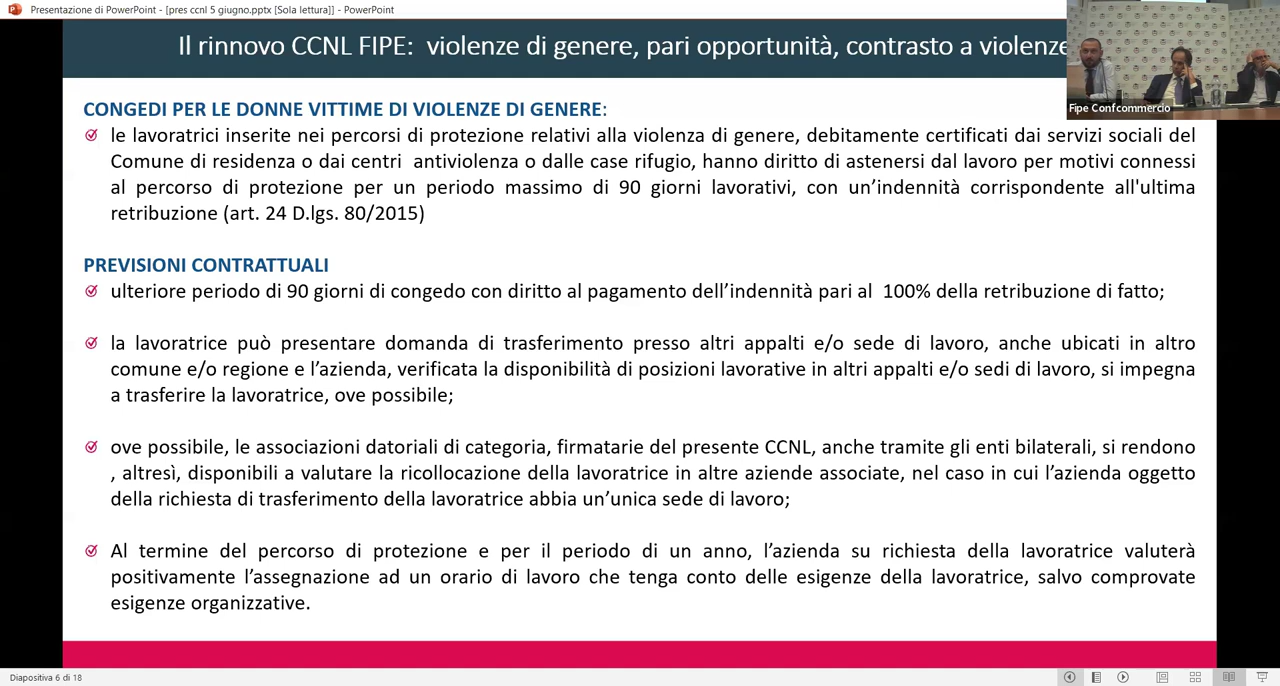 Presentazione di PowerPoint - [pres ccnl 5 giugno.pptx [Sola lettura]] - PowerPoint
Il rinnovo CCNL FIPE: violenze di genere, pari opportunità, contrasto a violenze
Fipe Confcommercio
CONGEDI PER LE DONNE VITTIME DI VIOLENZE DI GENERE:
le lavoratrici inserite nei percorsi di protezione relativi alla violenza di genere, debitamente certificati dai servizi sociali del
Comune di residenza o dai centri antiviolenza o dalle case rifugio, hanno diritto di astenersi dal lavoro per motivi connessi
al percorso di protezione per un periodo massimo di 90 giorni lavorativi, con un’indennità corrispondente all'ultima
retribuzione (art. 24 D.lgs. 80/2015)
PREVISIONI CONTRATTUALI
ulteriore periodo di 90 giorni di congedo con diritto al pagamento dell’indennità pari al 100% della retribuzione di fatto;
la lavoratrice può presentare domanda di trasferimento presso altri appalti e/o sede di lavoro, anche ubicati in altro
comune e/o regione e l’azienda, verificata la disponibilità di posizioni lavorative in altri appalti e/o sedi di lavoro, si impegna
a trasferire la lavoratrice, ove possibile;
ove possibile, le associazioni datoriali di categoria, firmatarie del presente CCNL, anche tramite gli enti bilaterali, si rendono
, altresì, disponibili a valutare la ricollocazione della lavoratrice in altre aziende associate, nel caso in cui l’azienda oggetto
della richiesta di trasferimento della lavoratrice abbia un’unica sede di lavoro;
Al termine del percorso di protezione e per il periodo di un anno, l’azienda su richiesta della lavoratrice valuterà
positivamente l’assegnazione ad un orario di lavoro che tenga conto delle esigenze della lavoratrice, salvo comprovate
esigenze organizzative.
Diapositiva 6 di 18